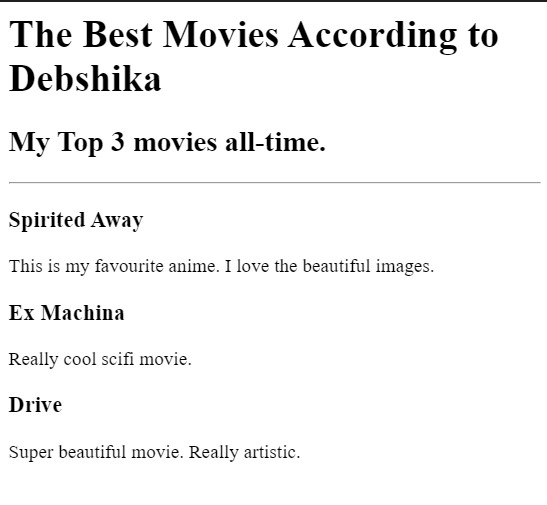 The Best Movies According to
Debshika
My Top 3 movies all-time.
Spirited Away
This is my favourite anime. I love the beautiful images.
Ex Machina
Really cool scifi movie.
Drive
Super beautiful movie. Really artistic.